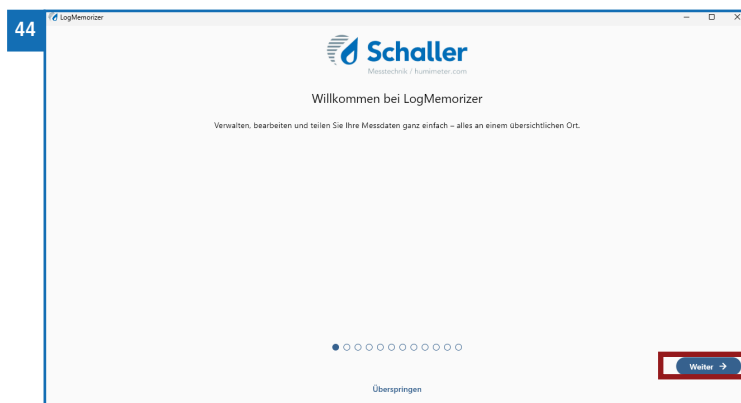 44
LogMemorizer
Schaller
Messtechnik / humimeter.com
Willkommen bei LogMemorizer
Verwalten, bearbeiten und teilen Sie Ihre Messdaten ganz einfach – alles an einem übersichtlichen Ort.
Weiter →
Überspringen